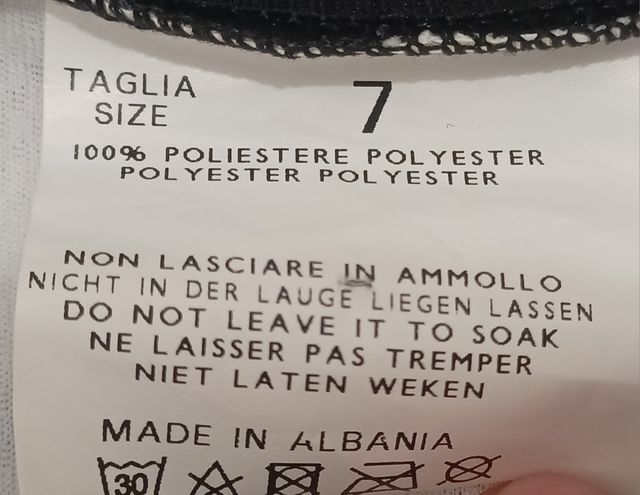 TAGLIA
SIZE
7
100% POLIESTERE POLYESTER
POLYESTER POLYESTER
NON LASCIARE IN AMMOLLO
NICHT IN DER LAUGE LIEGEN LASSEN
DO NOT LEAVE IT TO SOAK
NE LAISSER PAS TREMPER
NIET LATEN WEKEN
MADE IN ALBANIA
30